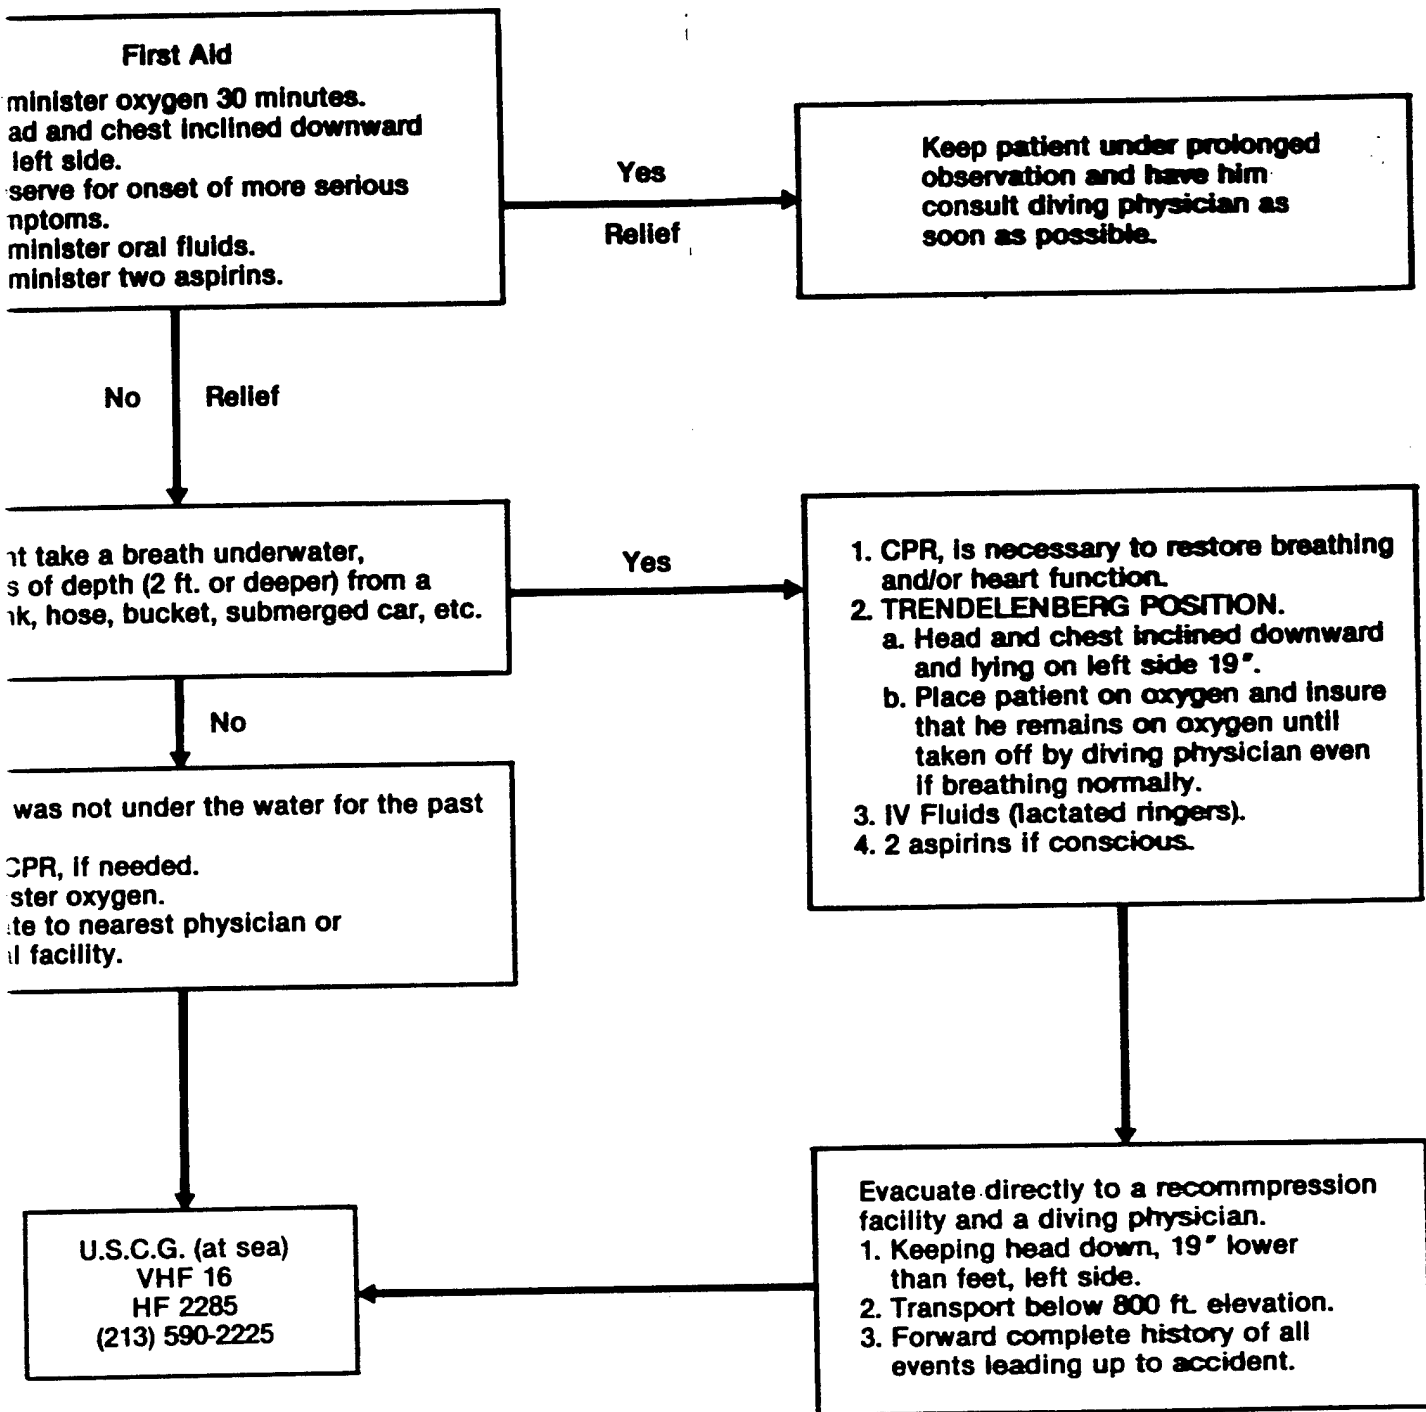 First Aid
minister oxygen 30 minutes.
ad and chest inclined downward
left side.
serve for onset of more serious
mptoms.
minister oral fluids.
minister two aspirins.
Yes
Relief
Keep patient under prolonged
observation and have him
consult diving physician as
soon as possible.
No Relief
nt take a breath underwater,
s of depth (2 ft. or deeper) from a
nk, hose, bucket, submerged car, etc.
Yes
1. CPR, is necessary to restore breathing
and/or heart function.
2. TRENDELENBERG POSITION.
a. Head and chest inclined downward
and lying on left side 19".
b. Place patient on oxygen and insure
that he remains on oxygen until
taken off by diving physician even
if breathing normally.
3. IV Fluids (lactated ringers).
4. 2 aspirins if conscious.
No
was not under the water for the past
CPR, if needed.
ster oxygen.
te to nearest physician or
l facility.
U.S.C.G. (at sea)
VHF 16
HF 2285
(213) 590-2225
Evacuate directly to a recommpression
facility and a diving physician.
1. Keeping head down, 19" lower
than feet, left side.
2. Transport below 800 ft. elevation.
3. Forward complete history of all
events leading up to accident.